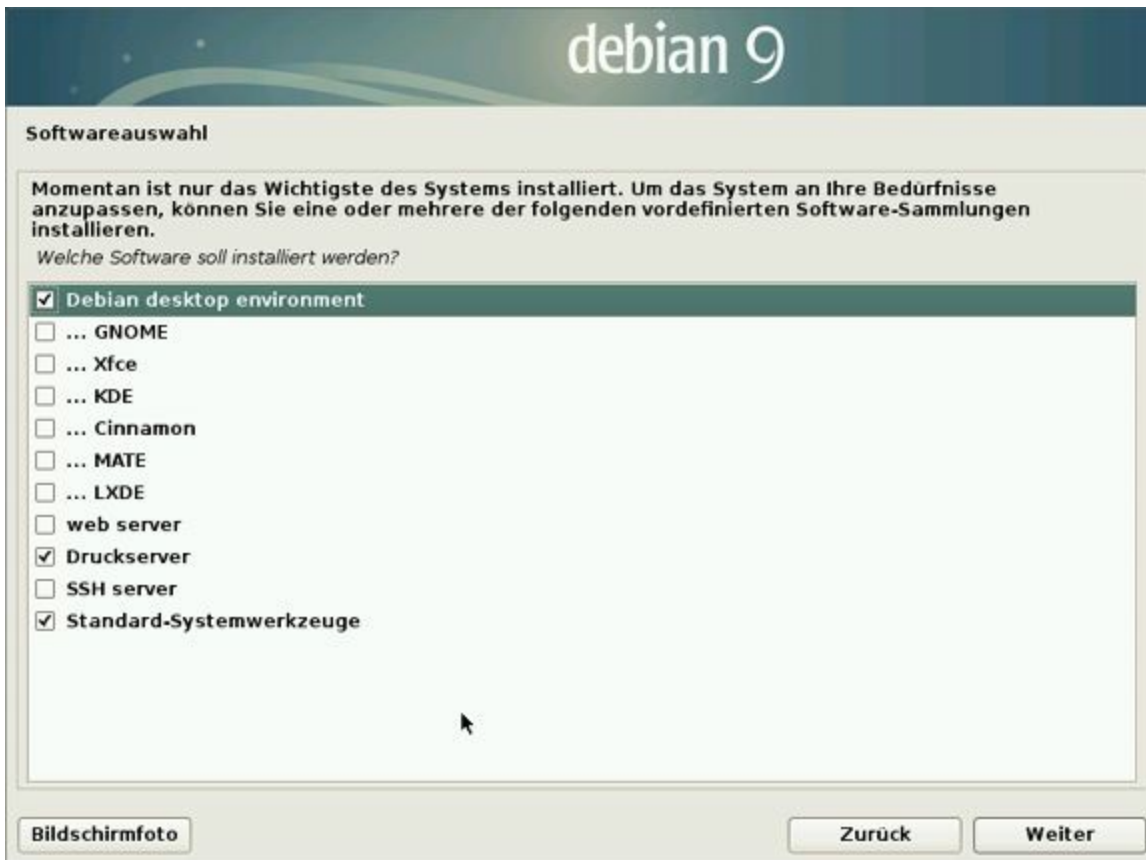 debian 9
Softwareauswahl
Momentan ist nur das Wichtigste des Systems installiert. Um das System an Ihre Bedürfnisse
anzupassen, können Sie eine oder mehrere der folgenden vordefinierten Software-Sammlungen
installieren.
Welche Software soll installiert werden?
Debian desktop environment
... GNOME
... Xfce
... KDE
... Cinnamon
... MATE
... LXDE
web server
Druckserver
SSH server
Standard-Systemwerkzeuge
Bildschirmfoto
Zurück
Weiter